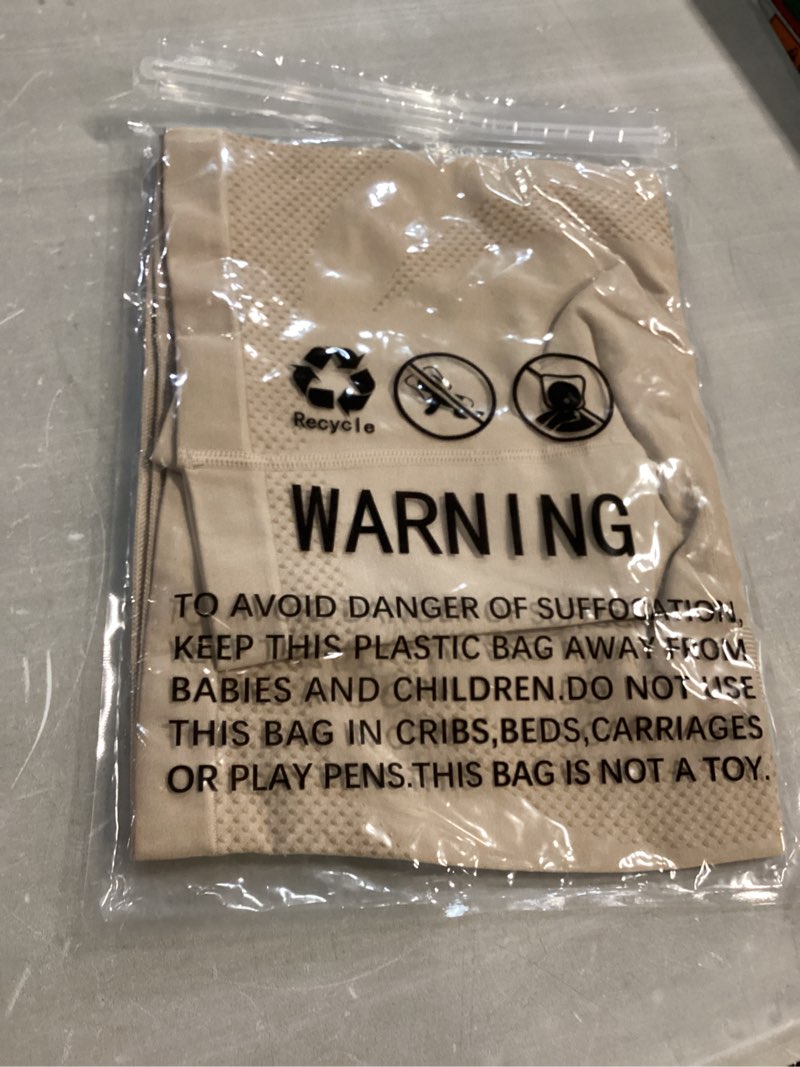 Recycle
WARNING
TO AVOID DANGER OF SUFFOCATION,
KEEP THIS PLASTIC BAG AWAY FROM
BABIES AND CHILDREN.DO NOT USE
THIS BAG IN CRIBS,BEDS,CARRIAGES
OR PLAY PENS.THIS BAG IS NOT A TOY.